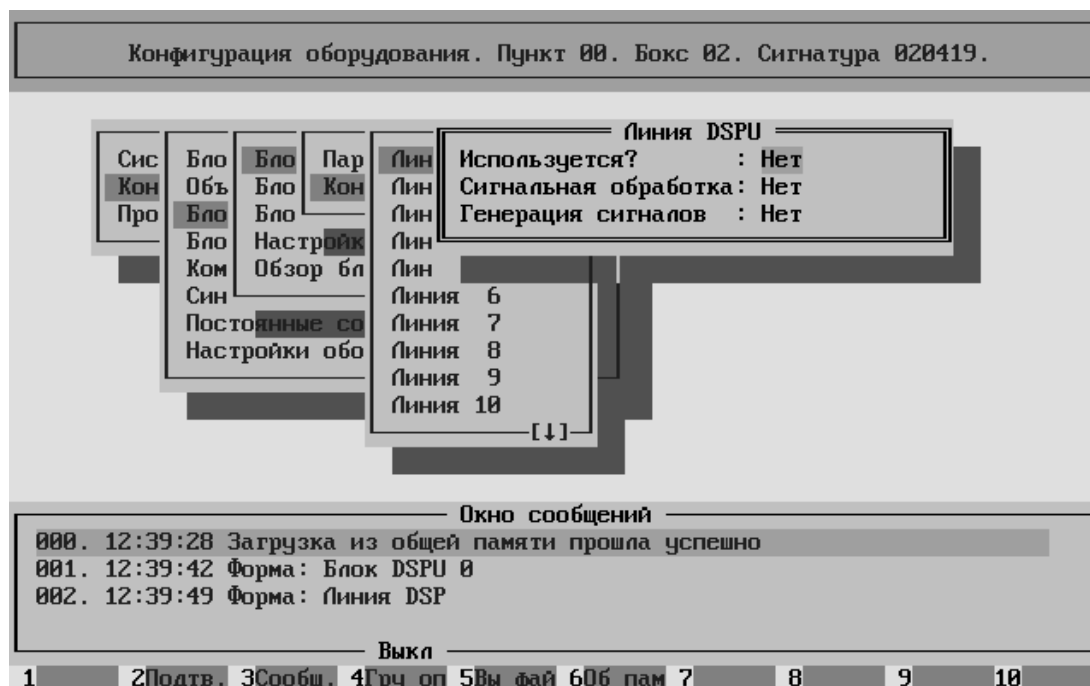 Конфигурация оборудования. Пункт 00. Бокс 02. Сигнатура 020419.
Линия DSPU
Сис Бло Бло Пар Лин Используется? : Нет
Кон Объ Бло Кон Лин Сигнальная обработка: Нет
Про Бло Бло Лин Генерация сигналов : Нет
Бло Настройк Лин
Ком Обзор бл Лин
Син Линия 6
Постоянные со Линия 7
Настройки обо Линия 8
Линия 9
Линия 10
[↓]
Окно сообщений
000. 12:39:28 Загрузка из общей памяти прошла успешно
001. 12:39:42 Форма: Блок DSPU 0
002. 12:39:49 Форма: Линия DSP
Выкл
1 2Подтв. 3Сообщ. 4Гру оп 5Вы фай 6Об пам 7 8 9 10